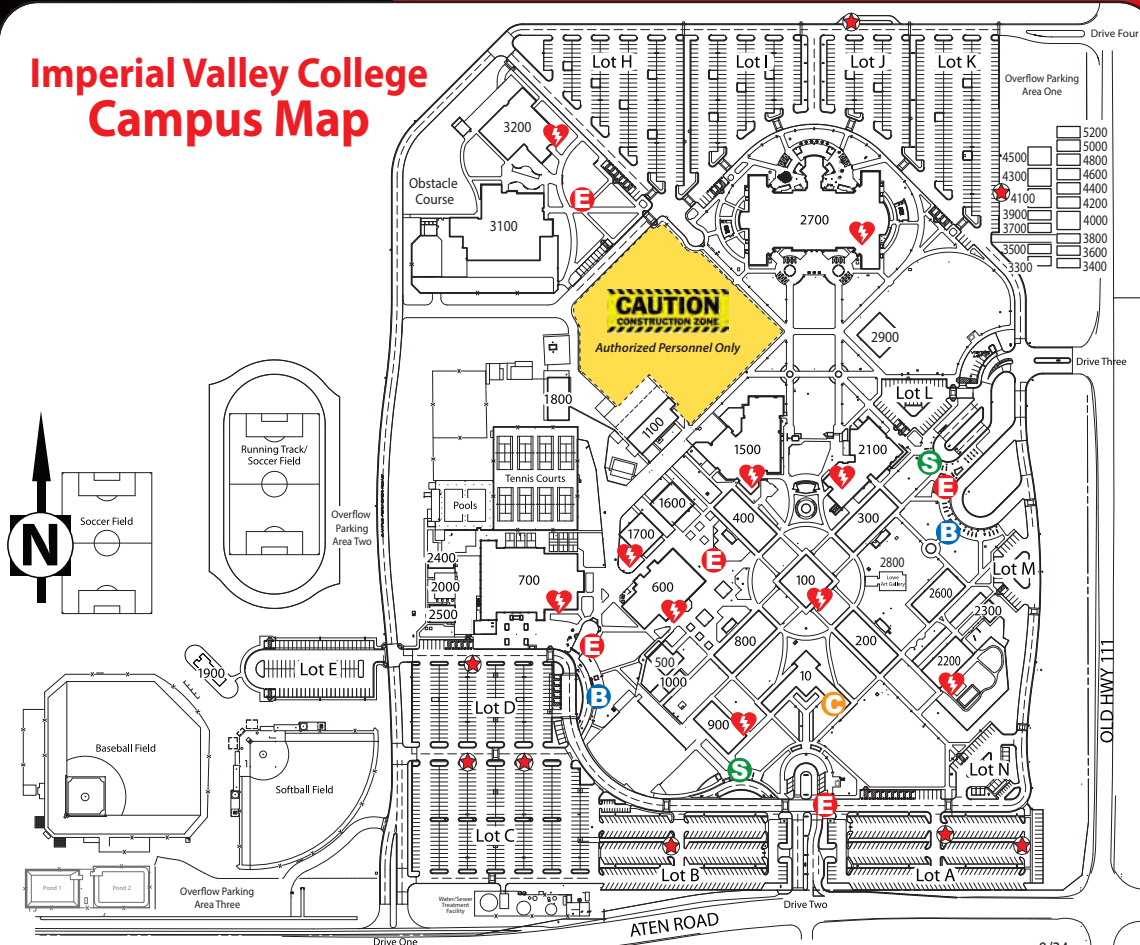 Imperial Valley College
Campus Map
Drive Four
Lot H
Lot I
Lot J
Lot K
Overflow Parking
Area One
3200
5200
5000
4500
4800
4300
4600
4400
4100
4200
3900
4000
3700
3800
3500
3600
3300
3400
Obstacle
Course
E
3100
2700
CAUTION
CONSTRUCTION ZONE
Authorized Personnel Only
2900
Drive Three
Lot L
1800
1100
1500
2100
S
E
B
Running Track/
Soccer Field
Tennis Courts
Pools
1600
400
300
1700
E
Overflow
Parking
Area Two
Soccer Field
N
2400
2000
2500
700
600
100
2800
Lowe
Art Gallery
Lot M
2600
2300
800
200
E
500
1000
2200
10
1900
Lot E
B
Lot D
C
900
OLD HWY 111
Baseball Field
Softball Field
S
Lot N
E
Lot C
Lot B
Lot A
Pond 1
Pond 2
Overflow Parking
Area Three
Water/Sewer
Treatment
Facility
Drive Two
ATEN ROAD
Drive One